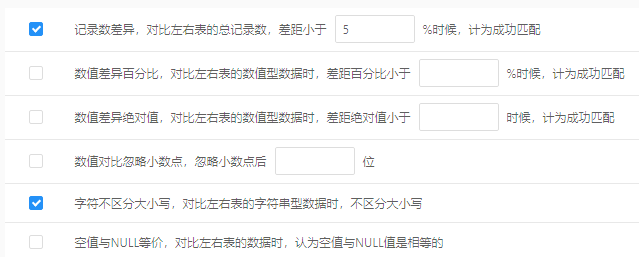 记录数差异，对比左右表的总记录数，差距小于 5 %时候，计为成功匹配
数值差异百分比，对比左右表的数值型数据时，差距百分比小于 %时候，计为成功匹配
数值差异绝对值，对比左右表的数值型数据时，差距绝对值小于 时候，计为成功匹配
数值对比忽略小数点，忽略小数点后 位
字符不区分大小写，对比左右表的字符串型数据时，不区分大小写
空值与NULL等价，对比左右表的数据时，认为空值与NULL值是相等的